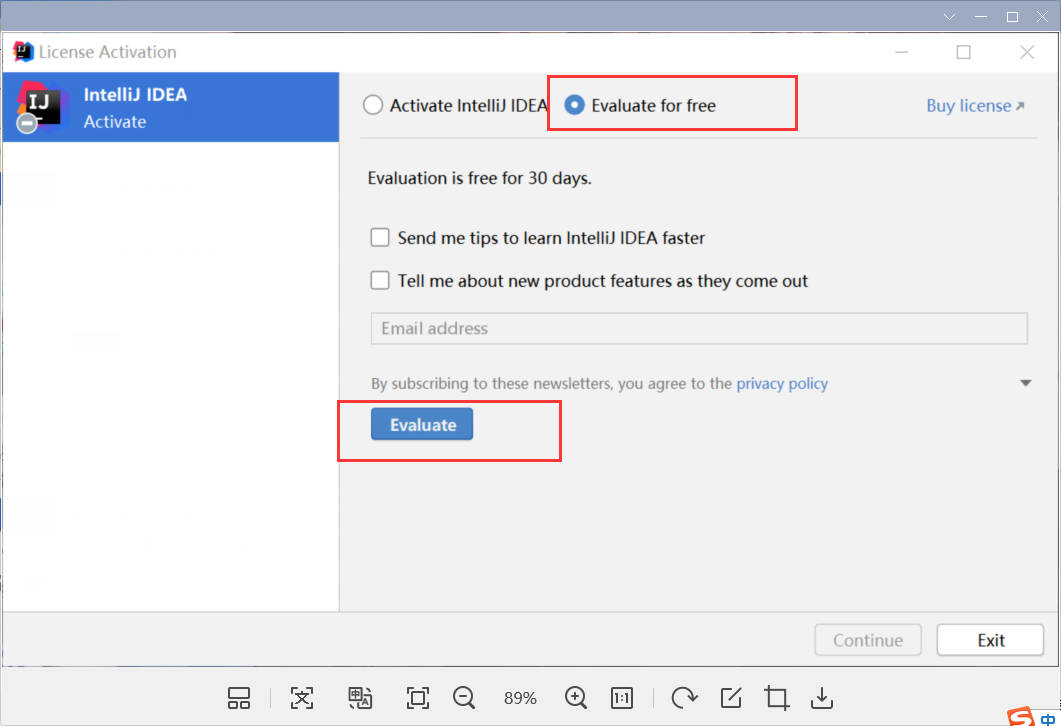 License Activation
IJ
IntelliJ IDEA
Activate
Activate IntelliJ IDEA
Evaluate for free
Buy license
Evaluation is free for 30 days.
Send me tips to learn IntelliJ IDEA faster
Tell me about new product features as they come out
Email address
By subscribing to these newsletters, you agree to the privacy policy
Evaluate
Continue
Exit
89%
1:1
中